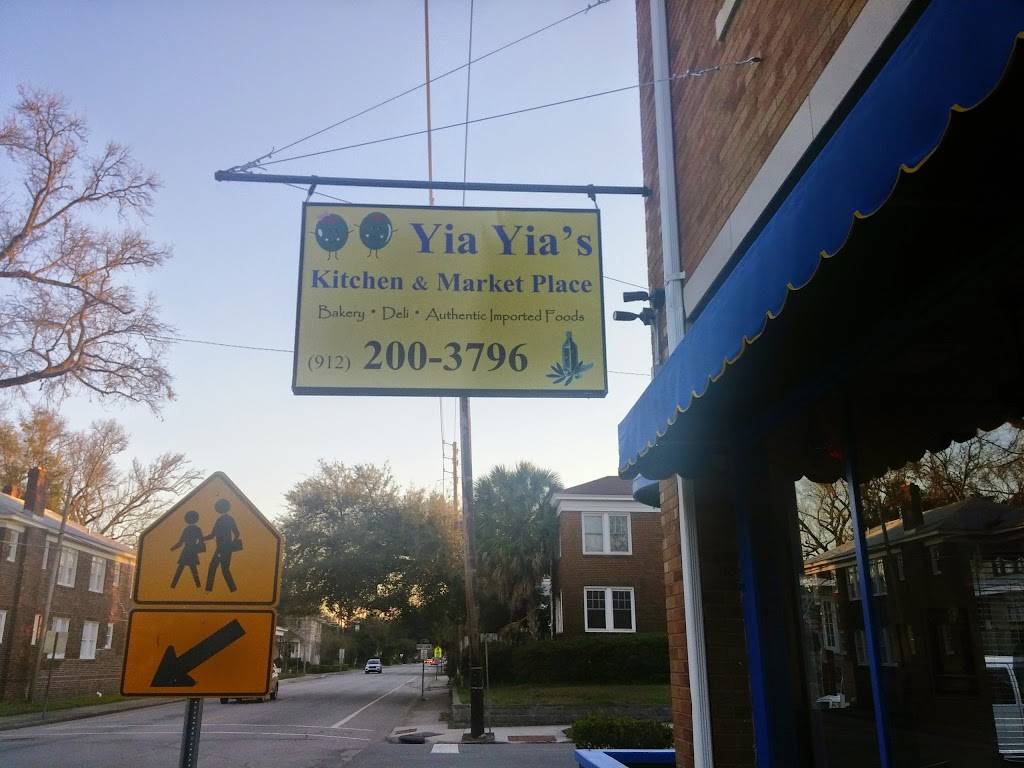 Yia Yia's
Kitchen & Market Place
Bakery • Deli • Authentic Imported Foods
(912) 200-3796